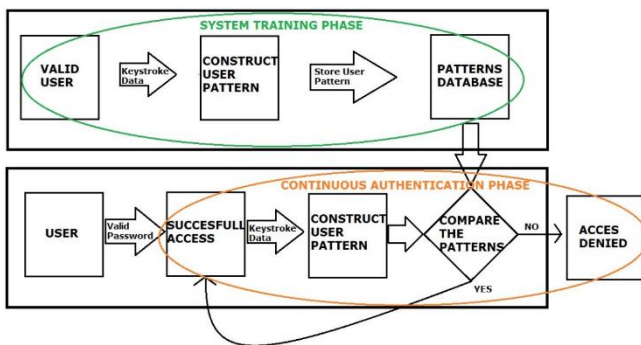 SYSTEM TRAINING PHASE
VALID
USER
Keystroke
Data
CONSTRUCT
USER
PATTERN
Store User
Pattern
PATTERNS
DATABASE
CONTINUOUS AUTHENTICATION PHASE
USER
Valid
Password
SUCCESFULL
ACCESS
Keystroke
Data
CONSTRUCT
USER
PATTERN
COMPARE
THE
PATTERNS
NO
YES
ACCES
DENIED